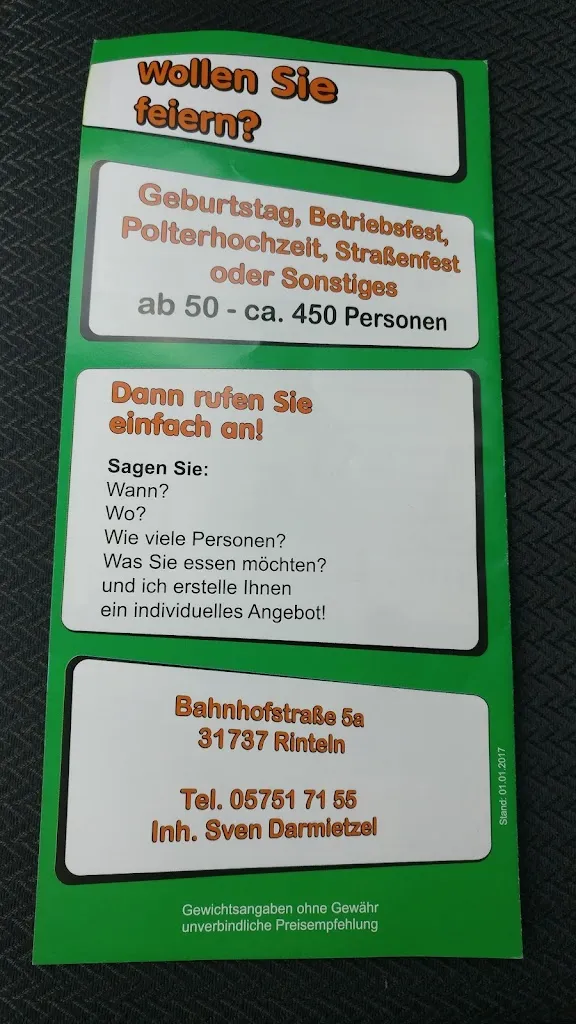 Wollen Sie
feiern?
Geburtstag, Betriebsfest,
Polterhochzeit, Straßenfest
oder Sonstiges
ab 50 - ca. 450 Personen
Dann rufen Sie
einfach an!
Sagen Sie:
Wann?
Wo?
Wie viele Personen?
Was Sie essen möchten?
und ich erstelle Ihnen
ein individuelles Angebot!
Bahnhofstraße 5a
31737 Rinteln
Tel. 05751 71 55
Inh. Sven Darmietzel
Stand: 01.01.2017
Gewichtsangaben ohne Gewähr
unverbindliche Preisempfehlung